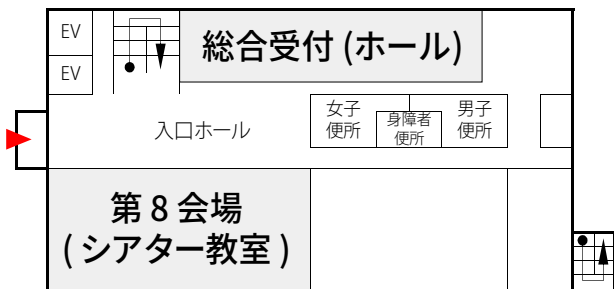 EV
EV
総合受付 (ホール)
入口ホール
女子
便所
身障者
便所
男子
便所
第 8 会場
( シアター教室 )